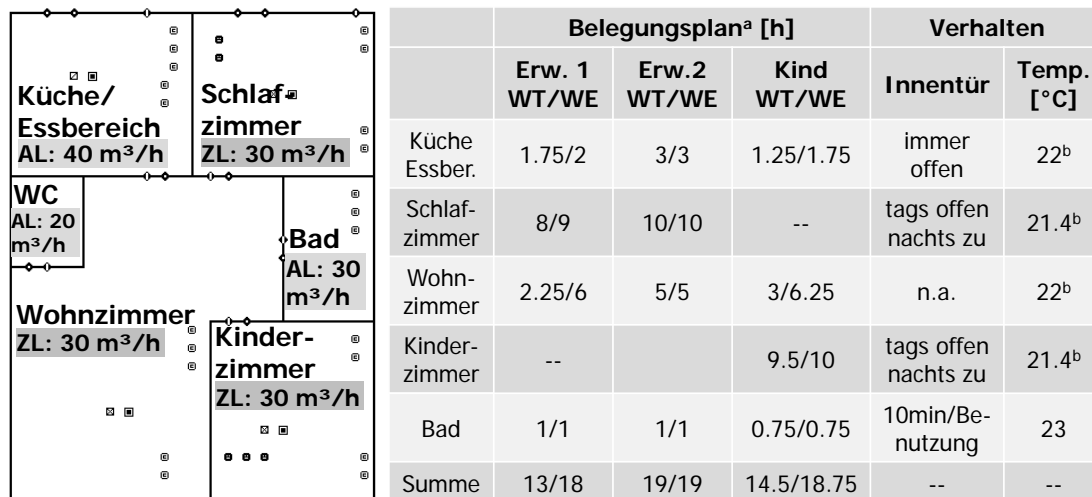 Küche/
Essbereich
AL: 40 m³/h
Schlaf-
zimmer
ZL: 30 m³/h
WC
AL: 20
m³/h
Bad
AL: 30
m³/h
Wohnzimmer
ZL: 30 m³/h
Kinder-
zimmer
ZL: 30 m³/h
Belegungsplanᵃ [h] Verhalten
Erw. 1 Erw.2 Kind Innentür Temp.
WT/WE WT/WE WT/WE [°C]
Küche immer
Essber. 1.75/2 3/3 1.25/1.75 offen 22ᵇ
Schlaf- tags offen
zimmer 8/9 10/10 -- nachts zu 21.4ᵇ
Wohn-
zimmer 2.25/6 5/5 3/6.25 n.a. 22ᵇ
Kinder- tags offen
zimmer -- 9.5/10 nachts zu 21.4ᵇ
Bad 1/1 1/1 0.75/0.75 10min/Be- 23
nutzung
Summe 13/18 19/19 14.5/18.75 -- --